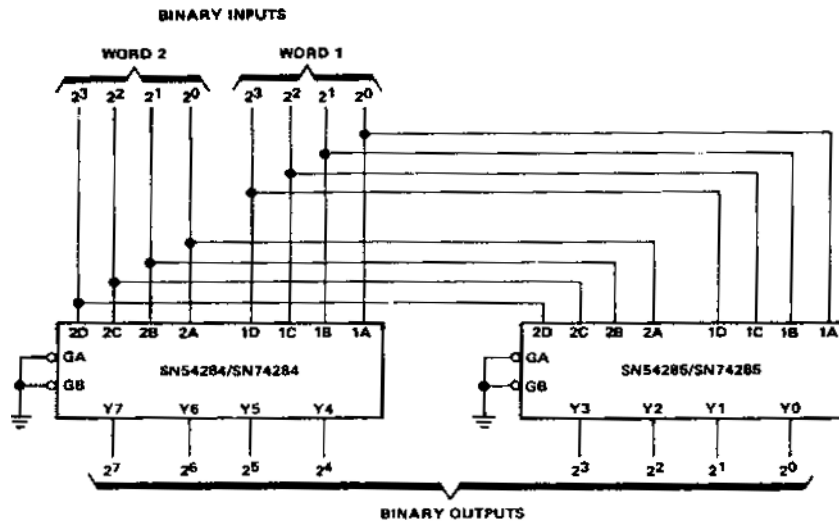 BINARY INPUTS
WORD 2 WORD 1
2³ 2² 2¹ 2⁰ 2³ 2² 2¹ 2⁰
2D 2C 2B 2A 1D 1C 1B 1A 2D 2C 2B 2A 1D 1C 1B 1A
GA GA
SN54284/SN74284 SN54285/SN74285
GB GB
Y7 Y6 Y5 Y4 Y3 Y2 Y1 Y0
2⁷ 2⁶ 2⁵ 2⁴ 2³ 2² 2¹ 2⁰
BINARY OUTPUTS